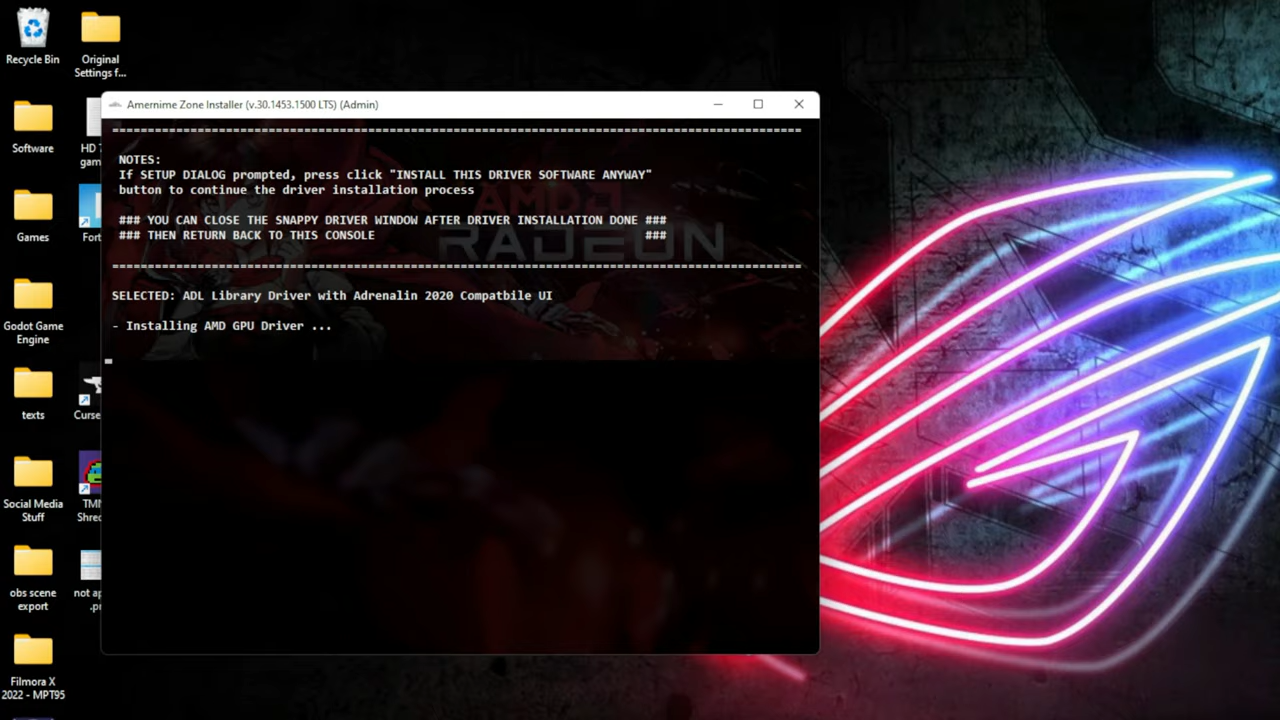 Recycle Bin
Original
Settings f...
Software
HD 7
gam
Games
Fort
Godot Game
Engine
texts
Curse
Social Media
Stuff
TMN
Shred
obs scene
export
not ap
.pr
Filmora X
2022 - MPT95
Amernime Zone Installer (v.30.1453.1500 LTS) (Admin)
================================================================================
NOTES:
If SETUP DIALOG prompted, press click "INSTALL THIS DRIVER SOFTWARE ANYWAY"
button to continue the driver installation process
### YOU CAN CLOSE THE SNAPPY DRIVER WINDOW AFTER DRIVER INSTALLATION DONE ###
### THEN RETURN BACK TO THIS CONSOLE ###
================================================================================
SELECTED: ADL Library Driver with Adrenalin 2020 Compatbile UI
- Installing AMD GPU Driver ...
AMD
RADEON